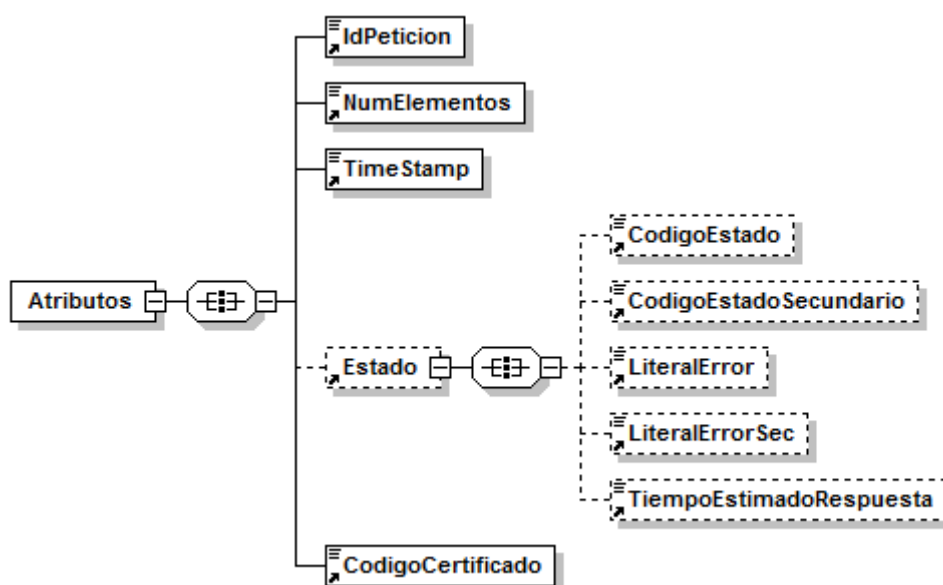 IdPeticion
NumElementos
TimeStamp
CodigoEstado
CodigoEstadoSecundario
Atributos
Estado
LiteralError
LiteralErrorSec
TiempoEstimadoRespuesta
CodigoCertificado